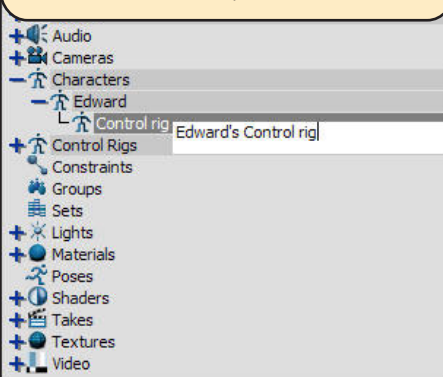 Audio
Cameras
Characters
Edward
Control rig
Edward's Control rig
Control Rigs
Constraints
Groups
Sets
Lights
Materials
Poses
Shaders
Takes
Textures
Video